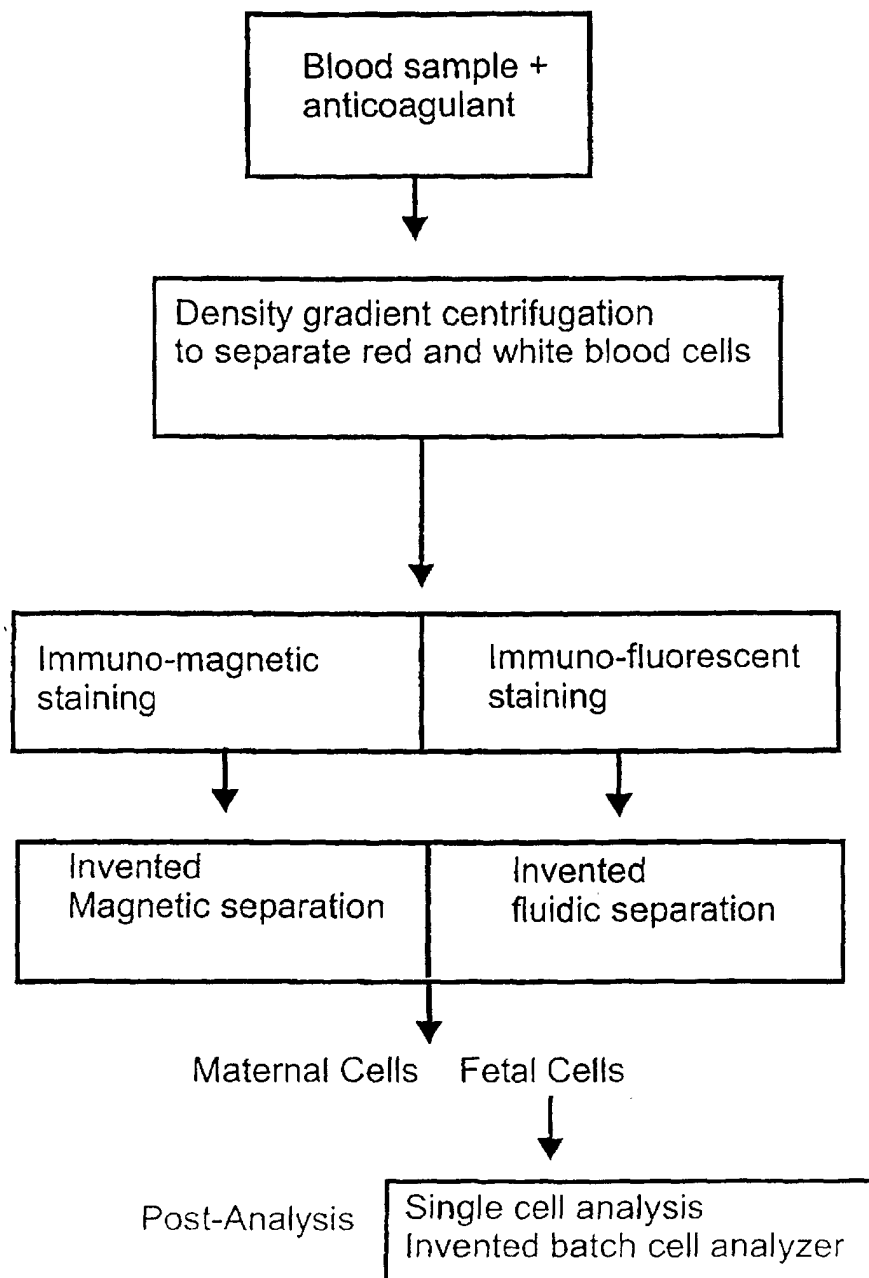 Blood sample +
anticoagulant
Density gradient centrifugation
to separate red and white blood cells
Immuno-magnetic
staining
Immuno-fluorescent
staining
Invented
Magnetic separation
Invented
fluidic separation
Maternal Cells Fetal Cells
Post-Analysis
Single cell analysis
Invented batch cell analyzer